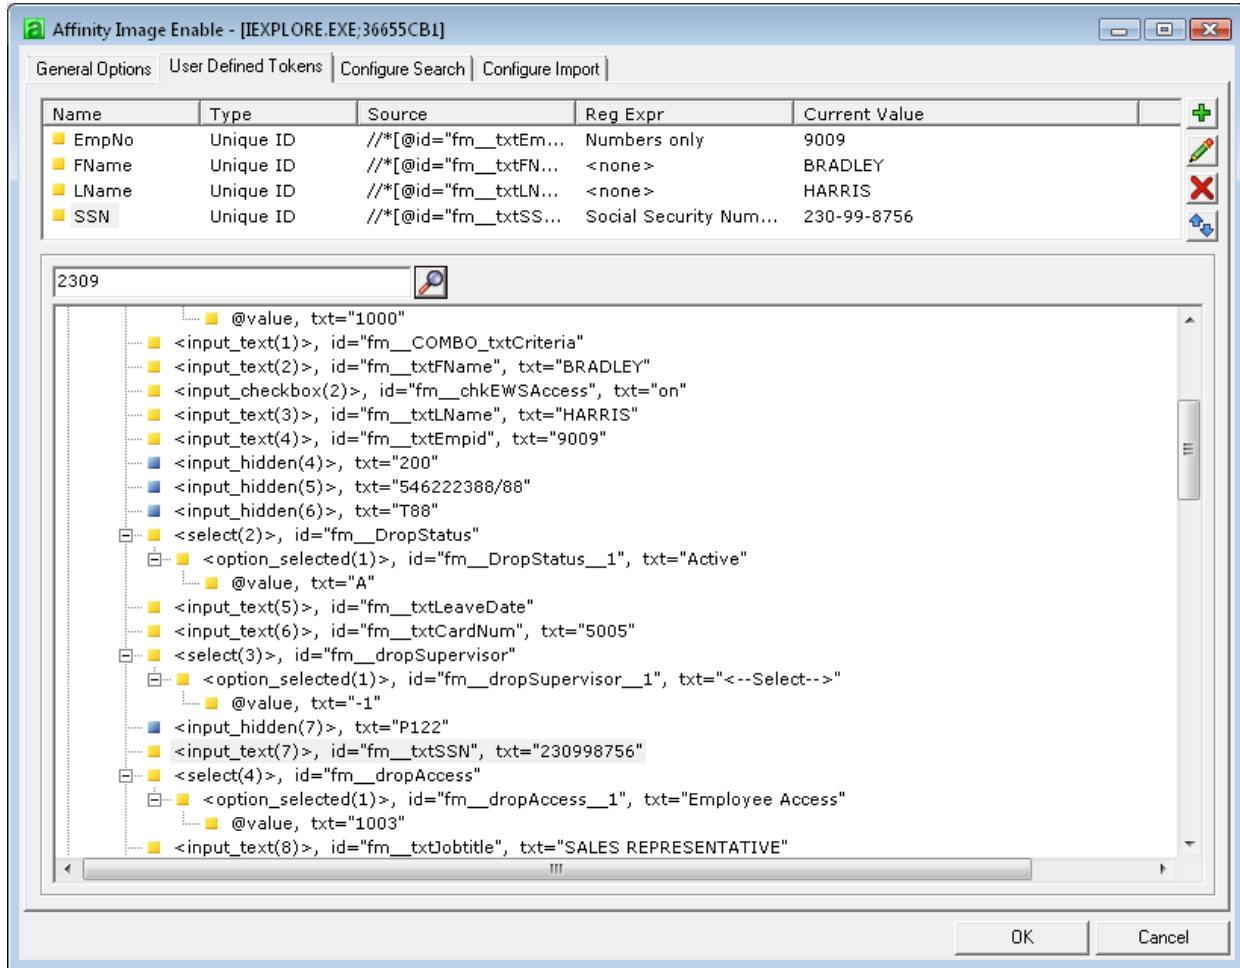 Affinity Image Enable - [IEXPLORE.EXE;36655CB1]
General Options User Defined Tokens Configure Search Configure Import
Name Type Source Reg Expr Current Value
EmpNo Unique ID //*[@id="fm__txtEm... Numbers only 9009
FName Unique ID //*[@id="fm__txtFN... <none> BRADLEY
LName Unique ID //*[@id="fm__txtLN... <none> HARRIS
SSN Unique ID //*[@id="fm__txtSS... Social Security Num... 230-99-8756
2309
@value, txt="1000"
<input_text(1)>, id="fm__COMBO_txtCriteria"
<input_text(2)>, id="fm__txtFName", txt="BRADLEY"
<input_checkbox(2)>, id="fm__chkEWSAccess", txt="on"
<input_text(3)>, id="fm__txtLName", txt="HARRIS"
<input_text(4)>, id="fm__txtEmpid", txt="9009"
<input_hidden(4)>, txt="200"
<input_hidden(5)>, txt="546222388/88"
<input_hidden(6)>, txt="T88"
<select(2)>, id="fm__DropStatus"
<option_selected(1)>, id="fm__DropStatus__1", txt="Active"
@value, txt="A"
<input_text(5)>, id="fm__txtLeaveDate"
<input_text(6)>, id="fm__txtCardNum", txt="5005"
<select(3)>, id="fm__dropSupervisor"
<option_selected(1)>, id="fm__dropSupervisor__1", txt="<--Select-->"
@value, txt="-1"
<input_hidden(7)>, txt="P122"
<input_text(7)>, id="fm__txtSSN", txt="230998756"
<select(4)>, id="fm__dropAccess"
<option_selected(1)>, id="fm__dropAccess__1", txt="Employee Access"
@value, txt="1003"
<input_text(8)>, id="fm__txtJobtitle", txt="SALES REPRESENTATIVE"
OK Cancel